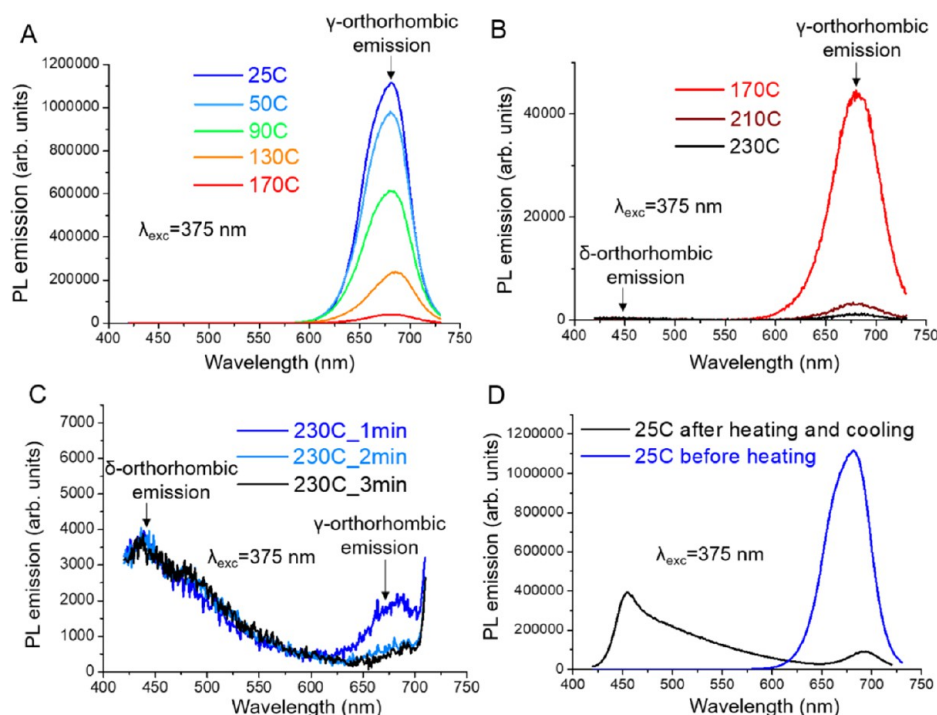 A
γ-orthorhombic
emission
1200000
1000000
800000
600000
400000
200000
0
25C
50C
90C
130C
170C
λexc=375 nm
PL emission (arb. units)
400 450 500 550 600 650 700 750
Wavelength (nm)
B
γ-orthorhombic
emission
40000
20000
0
170C
210C
230C
λexc=375 nm
δ-orthorhombic
emission
PL emission (arb. units)
400 450 500 550 600 650 700 750
Wavelength (nm)
C
7000
6000
5000
4000
3000
2000
1000
0
230C_1min
230C_2min
230C_3min
δ-orthorhombic
emission
γ-orthorhombic
emission
λexc=375 nm
PL emission (arb. units)
400 450 500 550 600 650 700 750
Wavelength (nm)
D
1200000
1000000
800000
600000
400000
200000
0
25C after heating and cooling
25C before heating
λexc=375 nm
PL emission (arb. units)
400 450 500 550 600 650 700 750
Wavelength (nm)